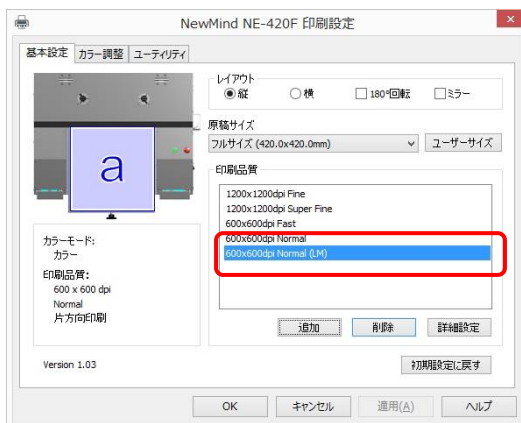 NewMind NE-420F 印刷設定
基本設定 カラー調整 ユーティリティ
レイアウト
縦 横 180°回転 ミラー
原稿サイズ
フルサイズ (420.0x420.0mm) ユーザーサイズ
印刷品質
1200x1200dpi Fine
1200x1200dpi Super Fine
600x600dpi Fast
600x600dpi Normal
600x600dpi Normal (LM)
a
カラーモード:
カラー
印刷品質:
600 x 600 dpi
Normal
片方向印刷
追加 削除 詳細設定
Version 1.03 初期設定に戻す
OK キャンセル 適用(A) ヘルプ